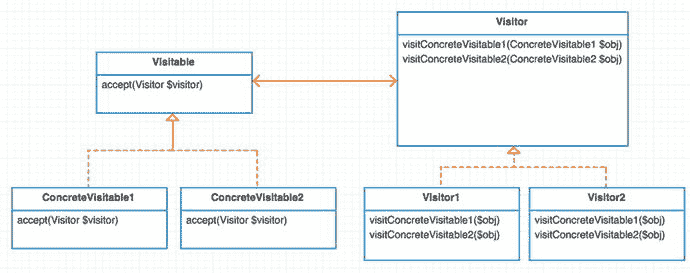 Visitor
visitConcreteVisitable1(ConcreteVisitable1 $obj)
visitConcreteVisitable2(ConcreteVisitable2 $obj)
Visitable
accept(Visitor $visitor)
ConcreteVisitable1
accept(Visitor $visitor)
ConcreteVisitable2
accept(Visitor $visitor)
Visitor1
visitConcreteVisitable1($obj)
visitConcreteVisitable2($obj)
Visitor2
visitConcreteVisitable1($obj)
visitConcreteVisitable2($obj)